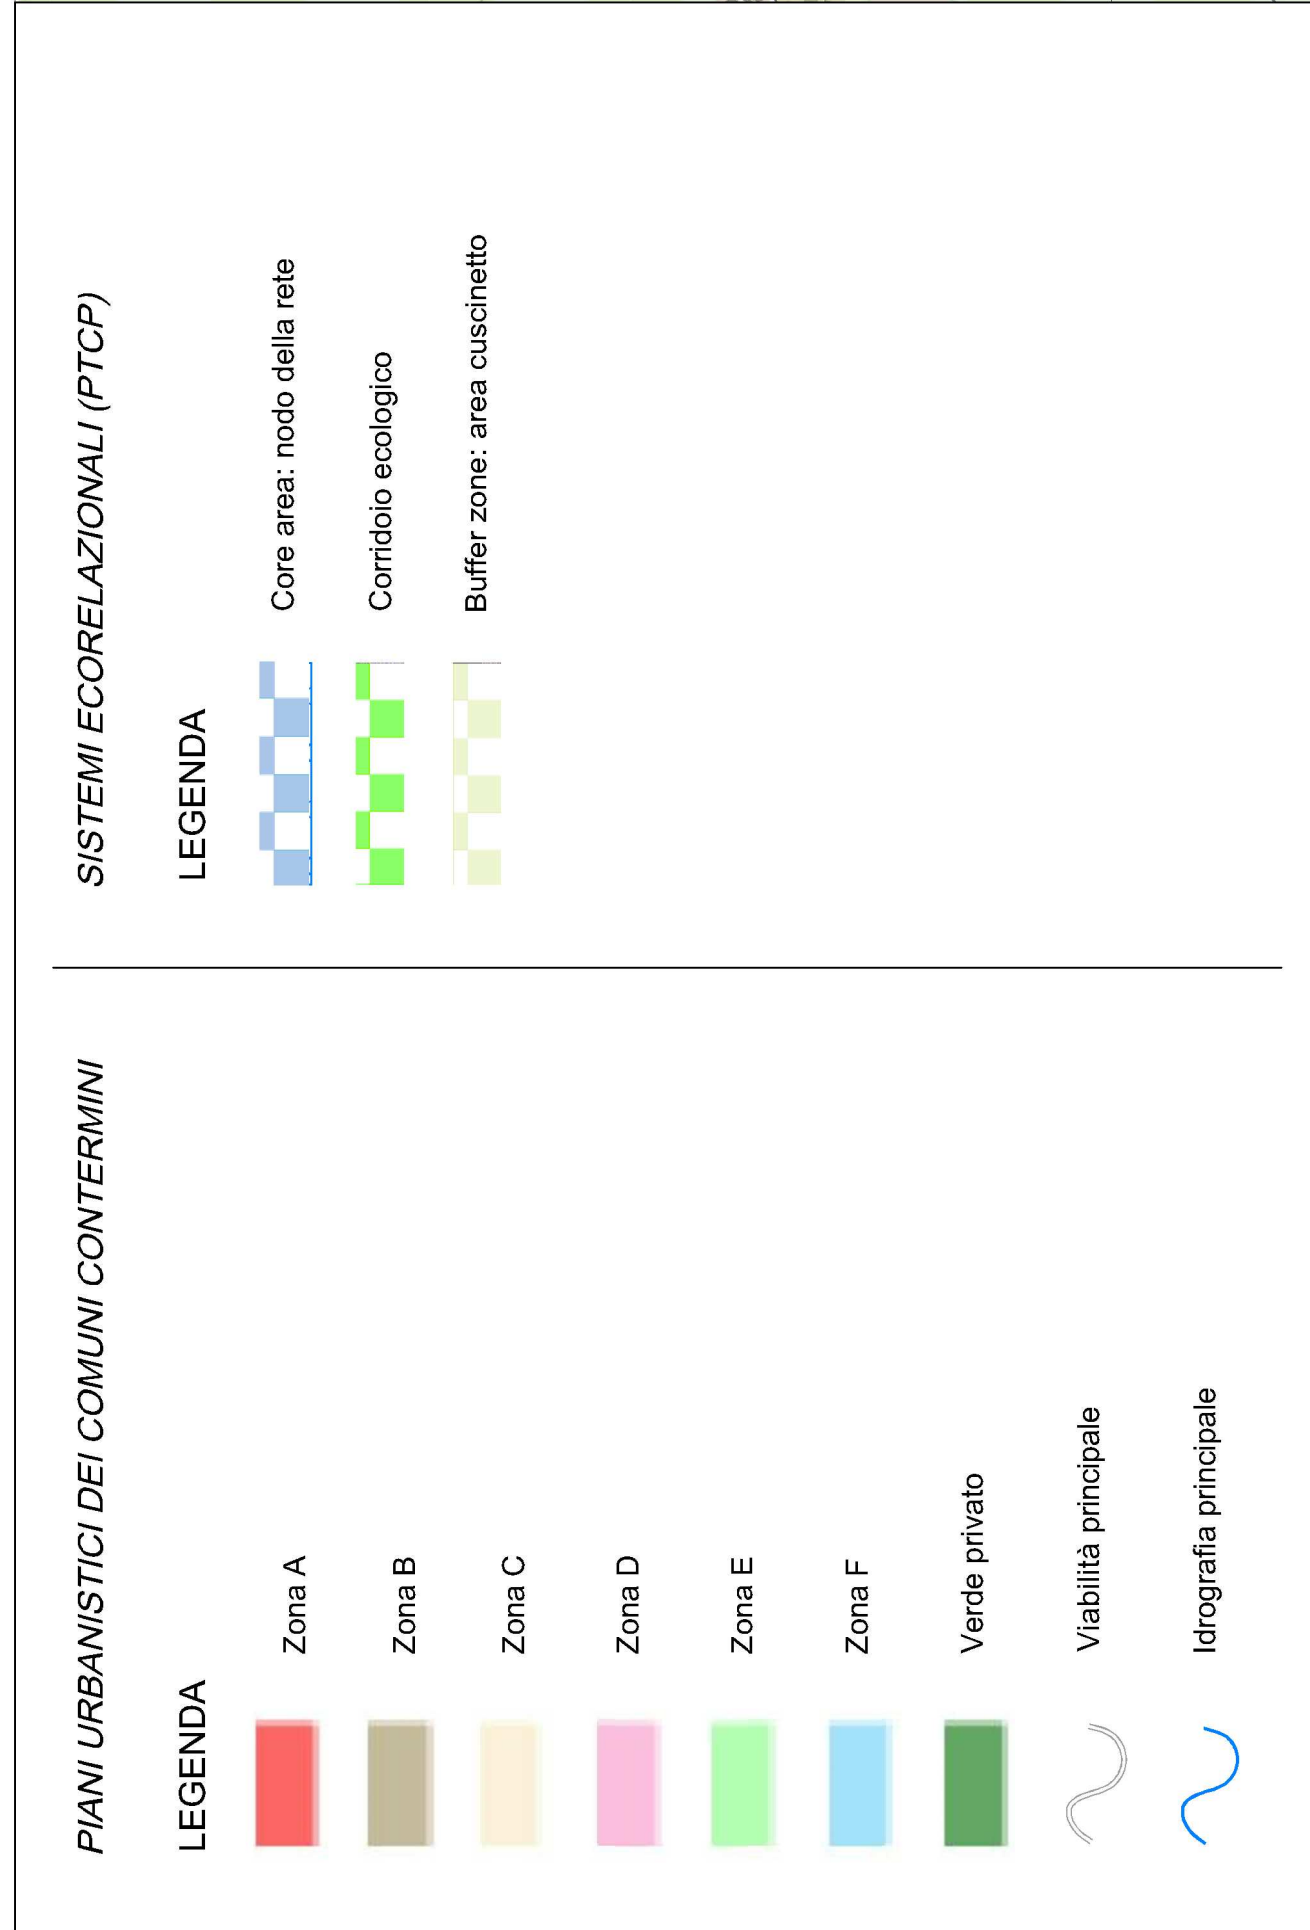 PIANI URBANISTICI DEI COMUNI CONTERMINI
LEGENDA
Zona A
Zona B
Zona C
Zona D
Zona E
Zona F
Verde privato
Viabilità principale
Idrografia principale
SISTEMI ECORELAZIONALI (PTCP)
LEGENDA
Core area: nodo della rete
Corridoio ecologico
Buffer zone: area cuscinetto